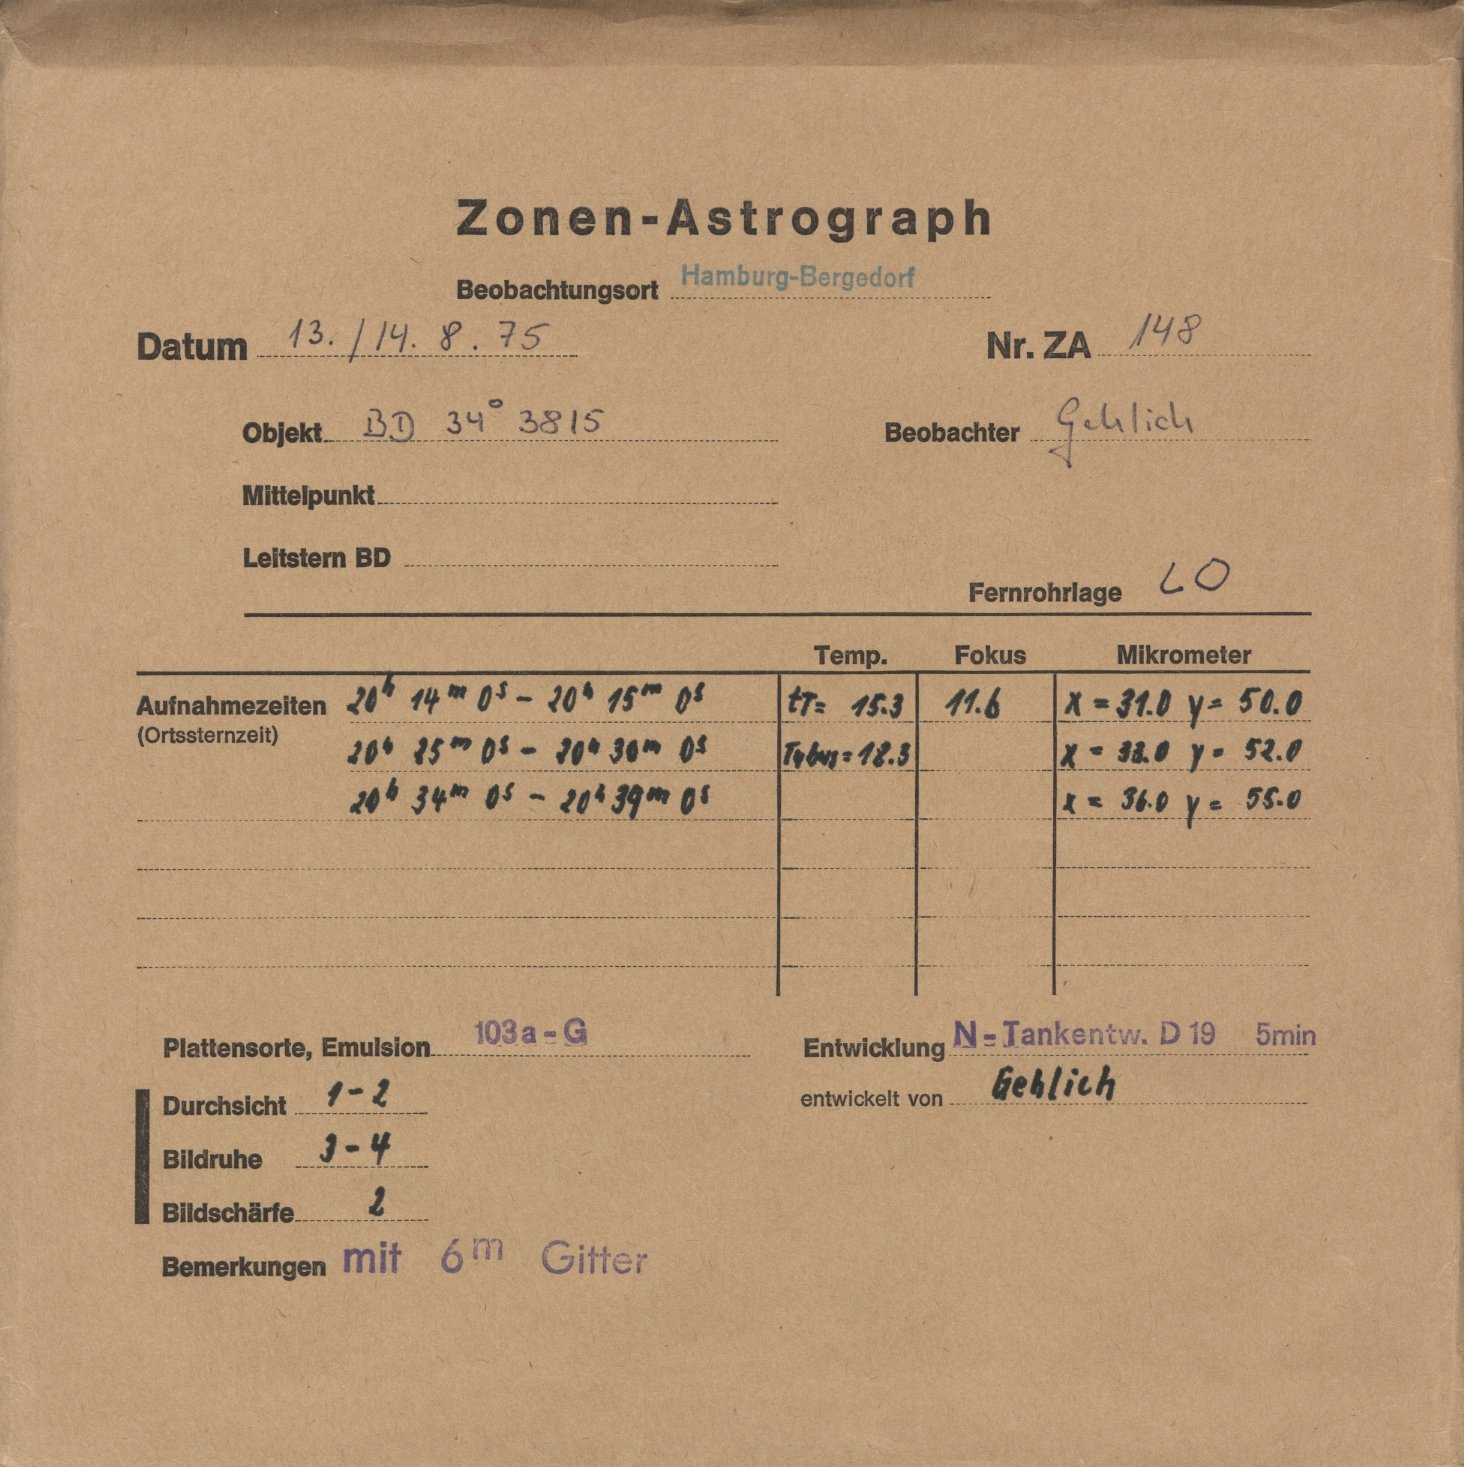 Zonen-Astrograph
Beobachtungsort Hamburg-Bergedorf
Datum 13./14. 8. 75 Nr. ZA 148
Objekt BD 34° 3815 Beobachter Gehlich
Mittelpunkt
Leitstern BD
Fernrohrlage LO
Temp. Fokus Mikrometer
Aufnahmezeiten 20h 14m 0s – 20h 15m 0s tT= 15.3 11.6 x = 31.0 y = 50.0
(Ortssternzeit)
20h 25m 0s – 20h 30m 0s Tubus = 18.3 x = 33.0 y = 52.0
20h 34m 0s – 20h 39m 0s x = 36.0 y = 55.0
Plattensorte, Emulsion 103a-G Entwicklung N-Tankentw. D 19 5min
Durchsicht 1-2 entwickelt von Gehlich
Bildruhe 3-4
Bildschärfe 2
Bemerkungen mit 6m Gitter